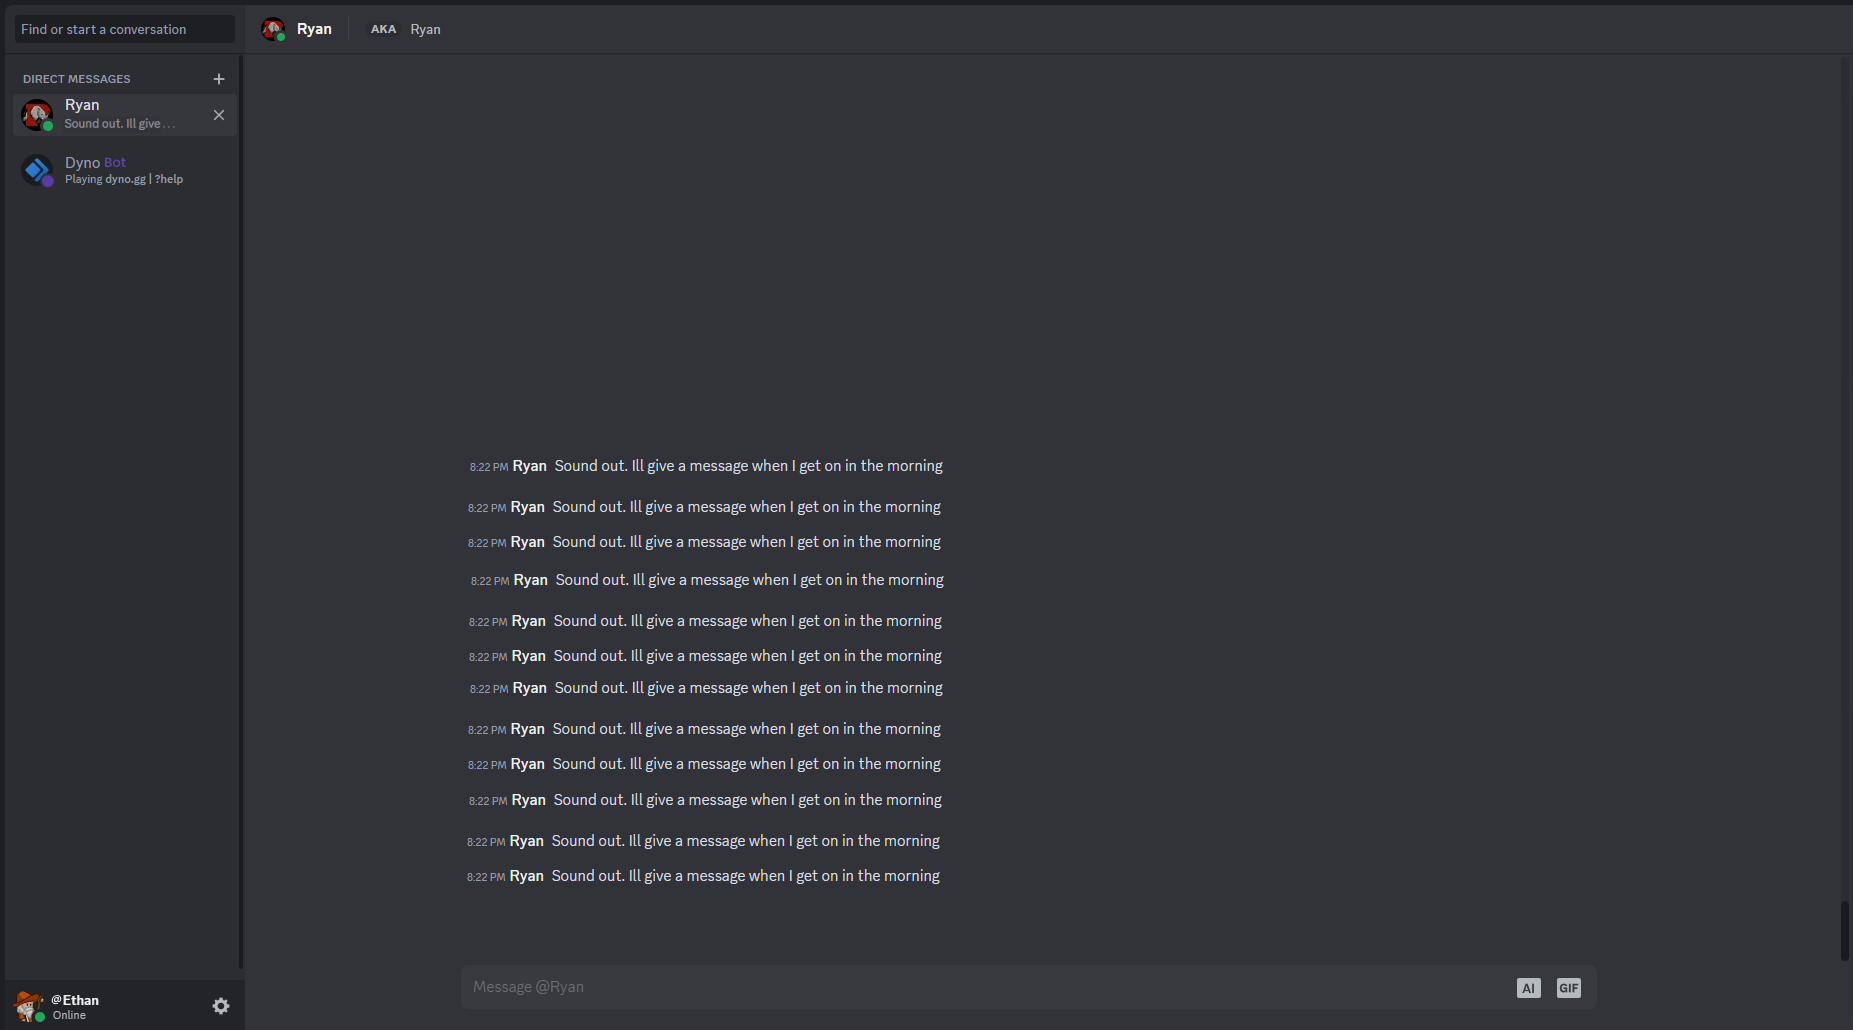 Find or start a conversation
Ryan AKA Ryan
DIRECT MESSAGES
Ryan
Sound out. Ill give...
Dyno Bot
Playing dyno.gg | ?help
8:22 PM Ryan Sound out. Ill give a message when I get on in the morning
8:22 PM Ryan Sound out. Ill give a message when I get on in the morning
8:22 PM Ryan Sound out. Ill give a message when I get on in the morning
8:22 PM Ryan Sound out. Ill give a message when I get on in the morning
8:22 PM Ryan Sound out. Ill give a message when I get on in the morning
8:22 PM Ryan Sound out. Ill give a message when I get on in the morning
8:22 PM Ryan Sound out. Ill give a message when I get on in the morning
8:22 PM Ryan Sound out. Ill give a message when I get on in the morning
8:22 PM Ryan Sound out. Ill give a message when I get on in the morning
8:22 PM Ryan Sound out. Ill give a message when I get on in the morning
8:22 PM Ryan Sound out. Ill give a message when I get on in the morning
8:22 PM Ryan Sound out. Ill give a message when I get on in the morning
Message @Ryan
AI GIF
@Ethan
Online